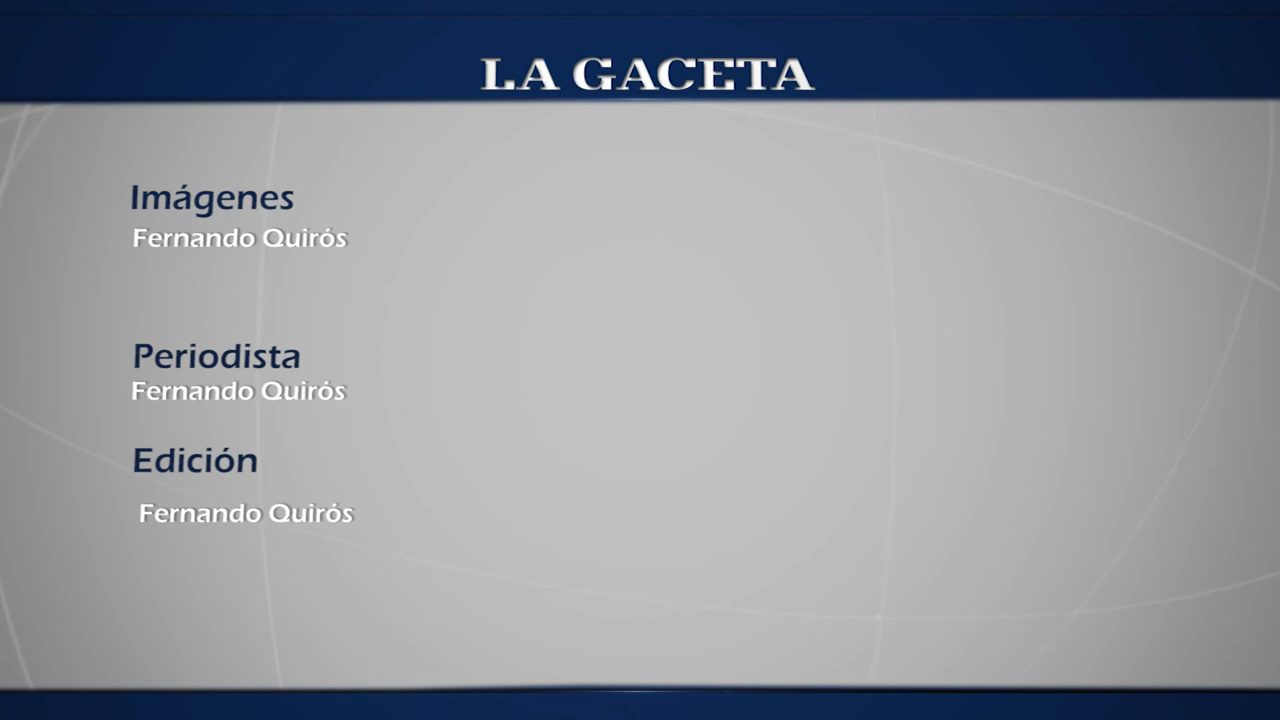 LA GACETA
Imágenes
Fernando Quirós
Periodista
Fernando Quirós
Edición
Fernando Quirós